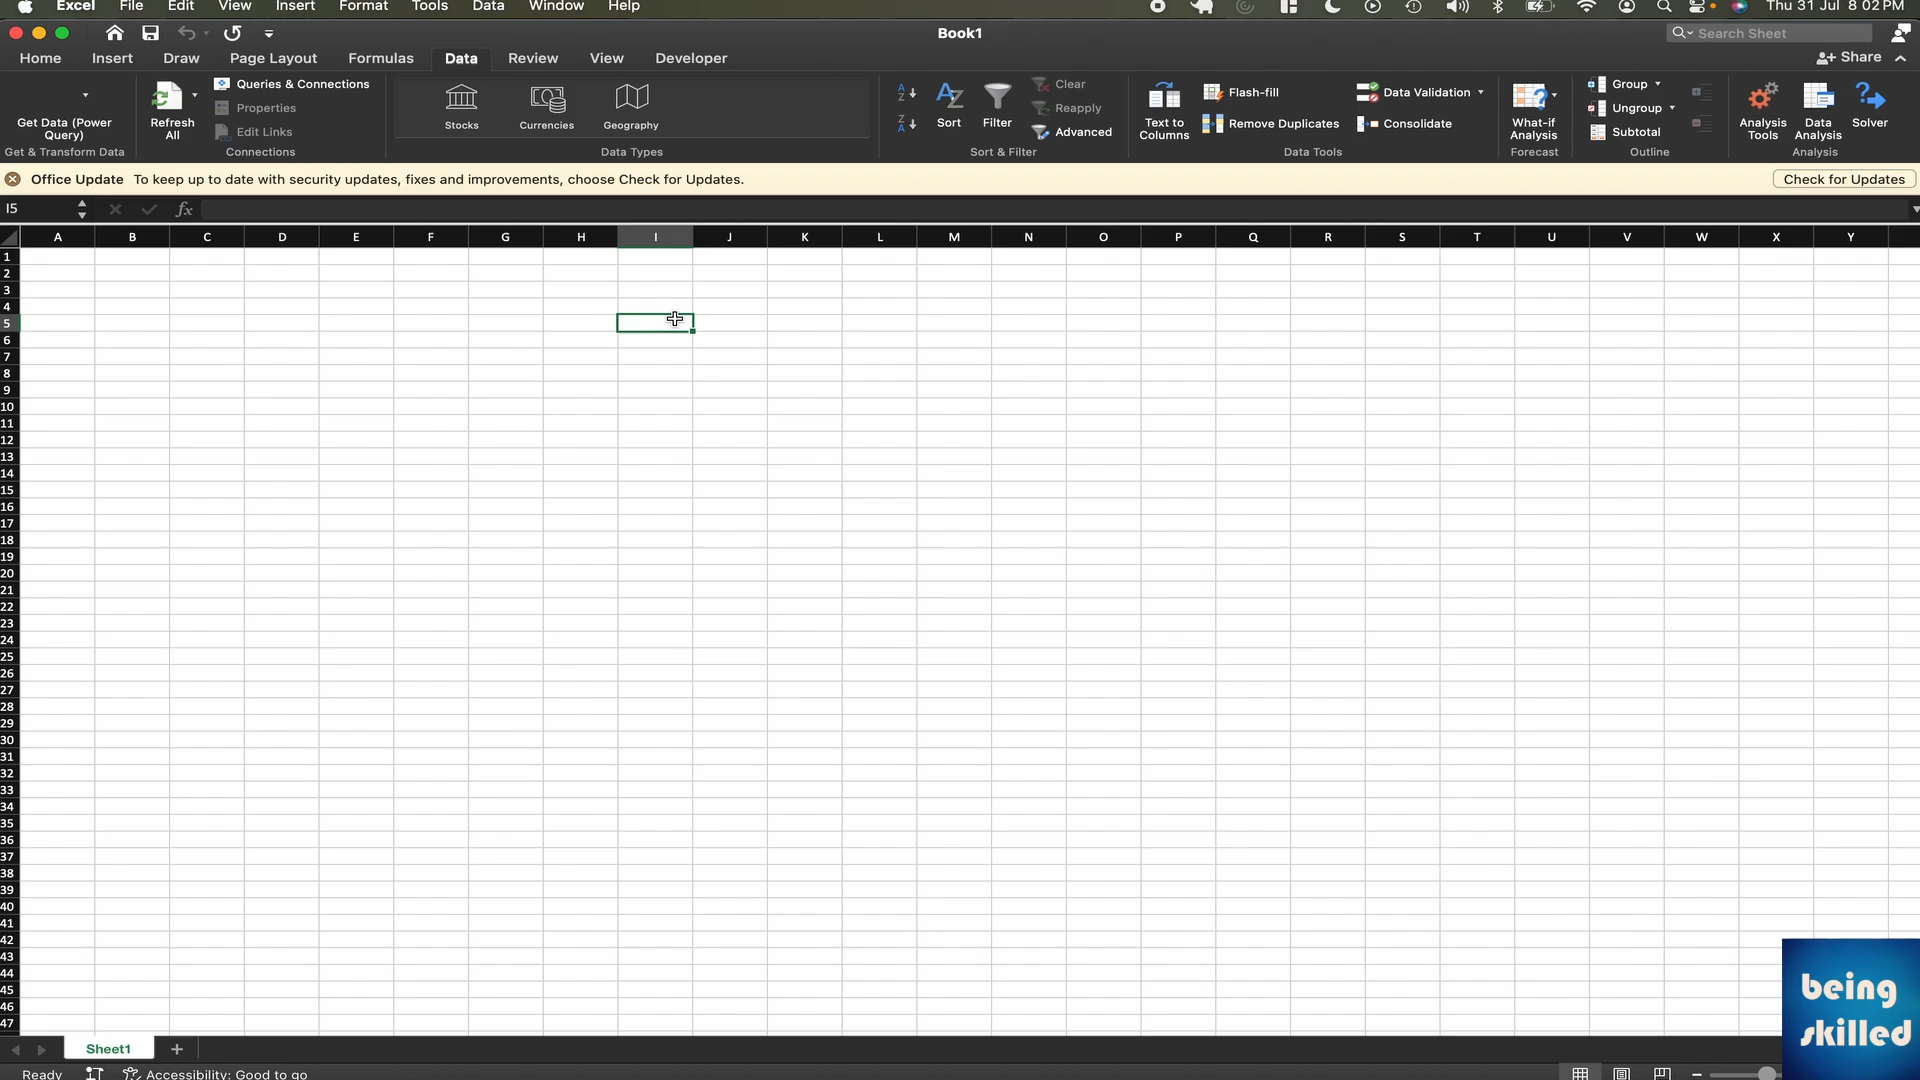 Excel File Edit View Insert Format Tools Data Window Help Thu 31 Jul 8 02 PM
Book1 Search Sheet
Home Insert Draw Page Layout Formulas Data Review View Developer Share
Get Data (Power Query)
Get & Transform Data
Refresh All
Queries & Connections
Properties
Edit Links
Connections
Stocks Currencies Geography
Data Types
Sort Filter
Clear
Reapply
Advanced
Sort & Filter
Text to Columns
Flash-fill
Remove Duplicates
Data Validation
Consolidate
Data Tools
What-if Analysis
Forecast
Group
Ungroup
Subtotal
Outline
Analysis Tools
Data Analysis
Solver
Analysis
Office Update To keep up to date with security updates, fixes and improvements, choose Check for Updates. Check for Updates
I5 fx
A B C D E F G H I J K L M N O P Q R S T U V W X Y
1
2
3
4
5
6
7
8
9
10
11
12
13
14
15
16
17
18
19
20
21
22
23
24
25
26
27
28
29
30
31
32
33
34
35
36
37
38
39
40
41
42
43
44
45
46
47
being
skilled
Sheet1
Ready Accessibility: Good to go